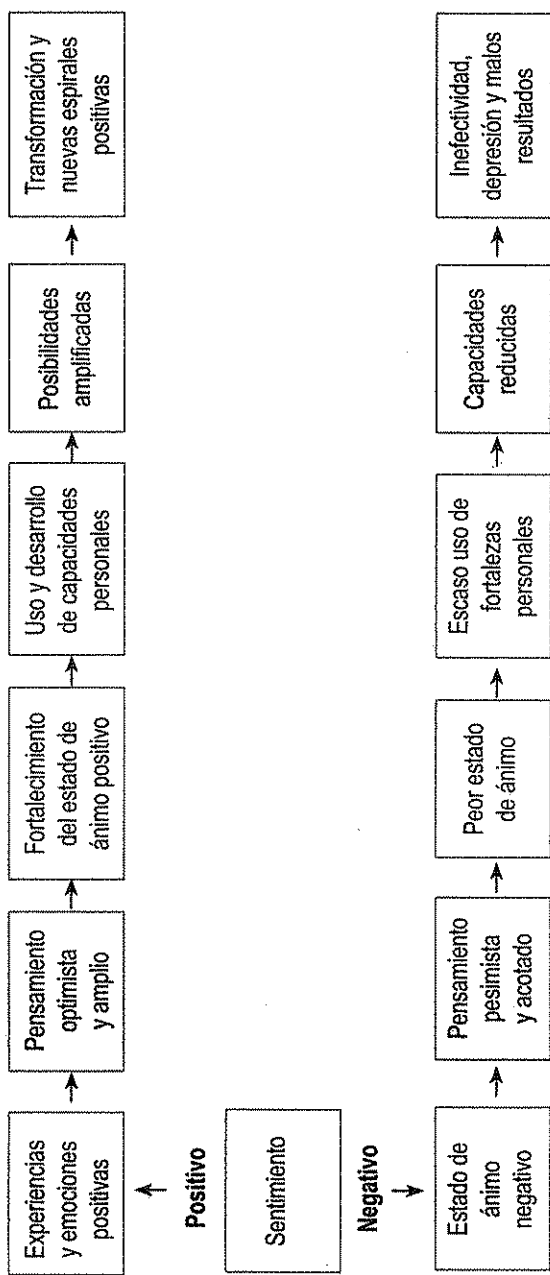 Experiencias
y emociones
positivas
Pensamiento
optimista
y amplio
Fortalecimiento
del estado de
ánimo positivo
Uso y desarrollo
de capacidades
personales
Posibilidades
amplificadas
Transformación y
nuevas espirales
positivas
Positivo
Sentimiento
Negativo
Estado de
ánimo
negativo
Pensamiento
pesimista
y acotado
Peor estado
de ánimo
Escaso uso de
fortalezas
personales
Capacidades
reducidas
Inefectividad,
depresión y malos
resultados